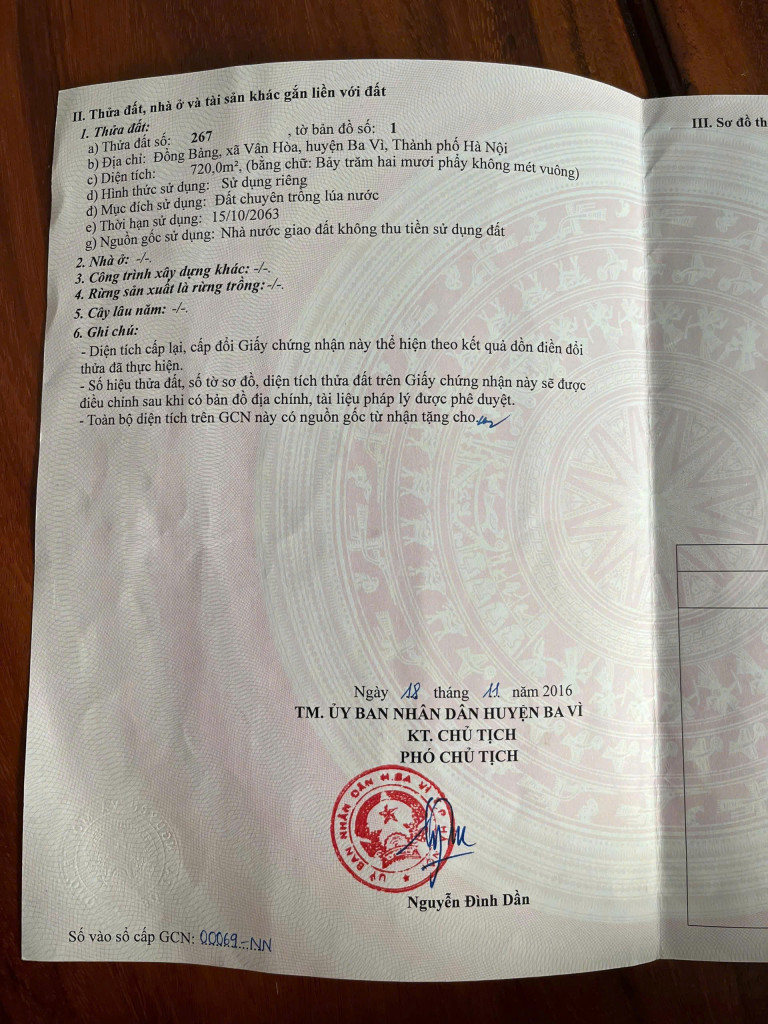 II. Thửa đất, nhà ở và tài sản khác gắn liền với đất
1. Thửa đất:
a) Thửa đất số: 267 , tờ bản đồ số: 1
b) Địa chỉ: Đồng Bảng, xã Vân Hòa, huyện Ba Vì, Thành phố Hà Nội
c) Diện tích: 720,0m², (bằng chữ: Bảy trăm hai mươi phẩy không mét vuông)
d) Hình thức sử dụng: Sử dụng riêng
đ) Mục đích sử dụng: Đất chuyên trồng lúa nước
e) Thời hạn sử dụng: 15/10/2063
g) Nguồn gốc sử dụng: Nhà nước giao đất không thu tiền sử dụng đất
2. Nhà ở: -/-.
3. Công trình xây dựng khác: -/-.
4. Rừng sản xuất là rừng trồng: -/-.
5. Cây lâu năm: -/-.
6. Ghi chú:
- Diện tích cấp lại, cấp đổi Giấy chứng nhận này thể hiện theo kết quả dồn điền đổi
thửa đã thực hiện.
- Số hiệu thửa đất, số tờ sơ đồ, diện tích thửa đất trên Giấy chứng nhận này sẽ được
điều chỉnh sau khi có bản đồ địa chính, tài liệu pháp lý được phê duyệt.
- Toàn bộ diện tích trên GCN này có nguồn gốc từ nhận tặng cho
Ngày 18 tháng 11 năm 2016
TM. ỦY BAN NHÂN DÂN HUYỆN BA VÌ
KT. CHỦ TỊCH
PHÓ CHỦ TỊCH
ỦY BAN NHÂN DÂN H.BA VÌ
Nguyễn Đình Dần
Số vào sổ cấp GCN: 00069-NN
III. Sơ đồ th